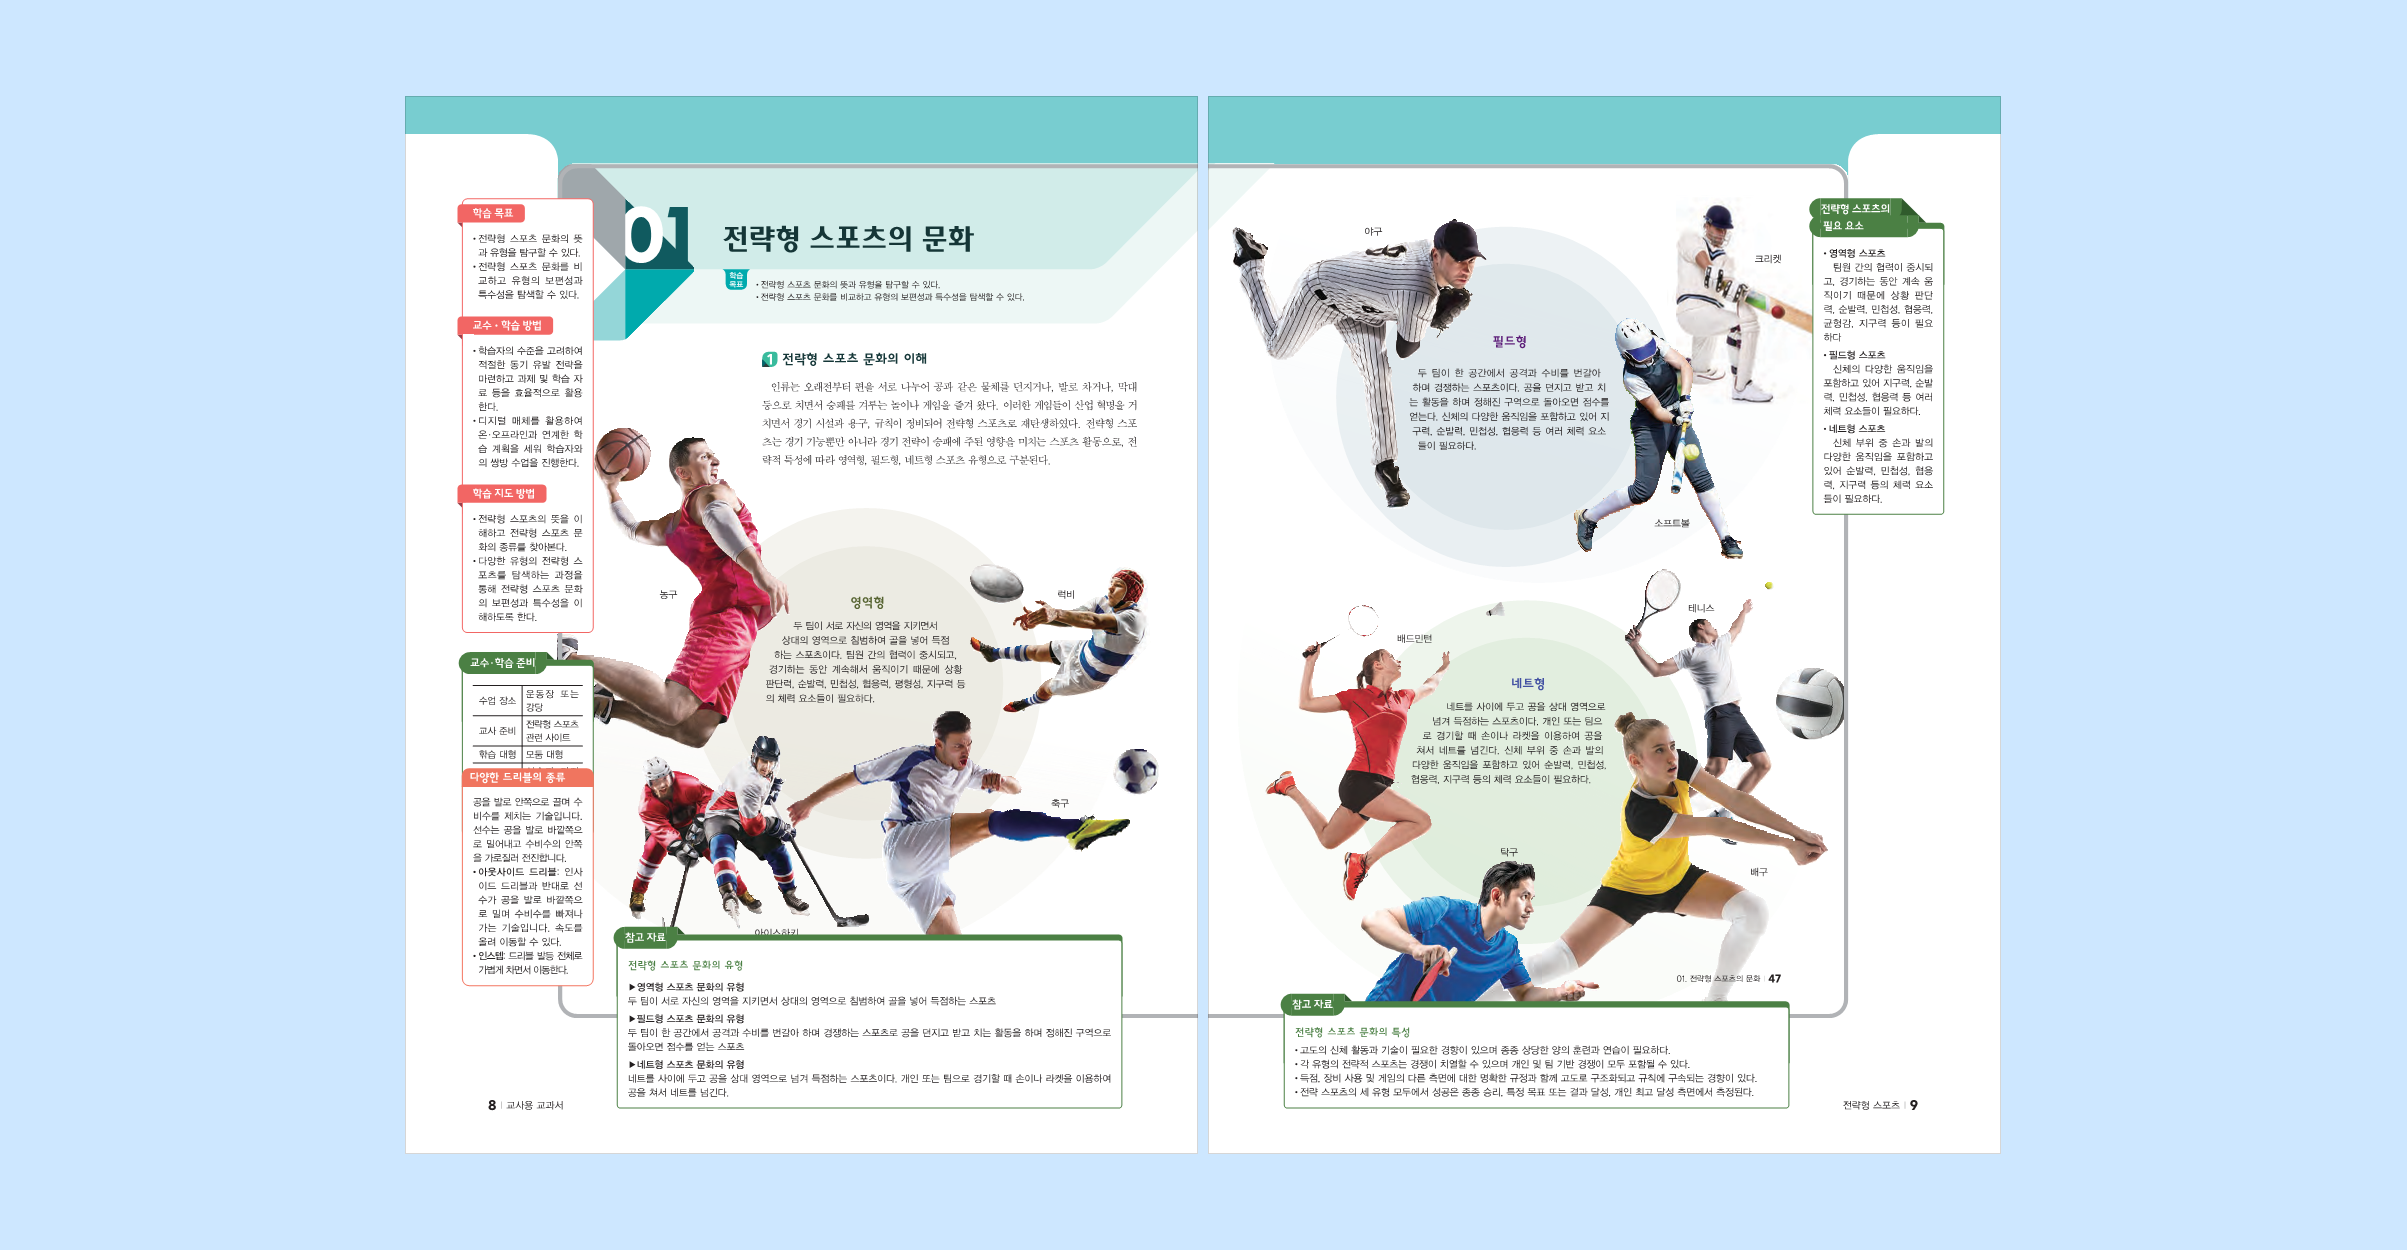 학습 목표
• 전략형 스포츠 문화의 뜻
과 유형을 탐구할 수 있다.
• 전략형 스포츠 문화를 비
교하고 유형의 보편성과
특수성을 탐색할 수 있다.
교수·학습 방법
• 학습자의 수준을 고려하여
적절한 동기 유발 전략을
마련하고 과제 및 학습 자
료 등을 효율적으로 활용
한다.
• 디지털 매체를 활용하여
온·오프라인과 연계한 학
습 계획을 세워 학습자와
의 쌍방 수업을 진행한다.
학습 지도 방법
• 전략형 스포츠의 뜻을 이
해하고 전략형 스포츠 문
화의 종류를 찾아본다.
• 다양한 유형의 전략형 스
포츠를 탐색하는 과정을
통해 전략형 스포츠 문화
의 보편성과 특수성을 이
해하도록 한다.
교수·학습 준비
수업 장소 운동장 또는
강당
교사 준비 전략형 스포츠
관련 사이트
학습 대형 모둠 대형
다양한 드리블의 종류
공을 발로 안쪽으로 끌며 수
비수를 제치는 기술입니다.
선수는 공을 발로 바깥쪽으
로 밀어내고 수비수의 안쪽
을 가로질러 전진합니다.
• 아웃사이드 드리블: 인사
이드 드리블과 반대로 선
수가 공을 발로 바깥쪽으
로 밀며 수비수를 빠져나
가는 기술입니다. 속도를
올려 이동할 수 있다.
• 인스텝: 드리블 발등 전체로
가볍게 차면서 이동한다.
01
전략형 스포츠의 문화
학습
목표
• 전략형 스포츠 문화의 뜻과 유형을 탐구할 수 있다.
• 전략형 스포츠 문화를 비교하고 유형의 보편성과 특수성을 탐색할 수 있다.
1 전략형 스포츠 문화의 이해
인류는 오래전부터 편을 서로 나누어 공과 같은 물체를 던지거나, 발로 차거나, 막대
등으로 치면서 승패를 겨루는 놀이나 게임을 즐겨 왔다. 이러한 게임들이 산업 혁명을 거
치면서 경기 시설과 용구, 규칙이 정비되어 전략형 스포츠로 재탄생하였다. 전략형 스포
츠는 경기 기능뿐만 아니라 경기 전략이 승패에 주된 영향을 미치는 스포츠 활동으로, 전
략적 특성에 따라 영역형, 필드형, 네트형 스포츠 유형으로 구분된다.
농구
럭비
영역형
두 팀이 서로 자신의 영역을 지키면서
상대의 영역으로 침범하여 골을 넣어 득점
하는 스포츠이다. 팀원 간의 협력이 중시되고,
경기하는 동안 계속해서 움직이기 때문에 상황
판단력, 순발력, 민첩성, 협응력, 평형성, 지구력 등
의 체력 요소들이 필요하다.
축구
아이스하키
참고 자료
전략형 스포츠 문화의 유형
▶영역형 스포츠 문화의 유형
두 팀이 서로 자신의 영역을 지키면서 상대의 영역으로 침범하여 골을 넣어 득점하는 스포츠
▶필드형 스포츠 문화의 유형
두 팀이 한 공간에서 공격과 수비를 번갈아 하며 경쟁하는 스포츠로 공을 던지고 받고 치는 활동을 하며 정해진 구역으로
돌아오면 점수를 얻는 스포츠
▶네트형 스포츠 문화의 유형
네트를 사이에 두고 공을 상대 영역으로 넘겨 득점하는 스포츠이다. 개인 또는 팀으로 경기할 때 손이나 라켓을 이용하여
공을 쳐서 네트를 넘긴다.
8 | 교사용 교과서
야구
크리켓
필드형
두 팀이 한 공간에서 공격과 수비를 번갈아
하며 경쟁하는 스포츠이다. 공을 던지고 받고 치
는 활동을 하며 정해진 구역으로 돌아오면 점수를
얻는다. 신체의 다양한 움직임을 포함하고 있어 지
구력, 순발력, 민첩성, 협응력 등 여러 체력 요소
들이 필요하다.
소프트볼
배드민턴
테니스
네트형
네트를 사이에 두고 공을 상대 영역으로
넘겨 득점하는 스포츠이다. 개인 또는 팀으
로 경기할 때 손이나 라켓을 이용하여 공을
쳐서 네트를 넘긴다. 신체 부위 중 손과 발의
다양한 움직임을 포함하고 있어 순발력, 민첩성,
협응력, 지구력 등의 체력 요소들이 필요하다.
탁구
배구
01. 전략형 스포츠의 문화 | 47
전략형 스포츠의
필요 요소
• 영역형 스포츠
팀원 간의 협력이 중시되
고, 경기하는 동안 계속 움
직이기 때문에 상황 판단
력, 순발력, 민첩성, 협응력,
균형감, 지구력 등이 필요
하다
• 필드형 스포츠
신체의 다양한 움직임을
포함하고 있어 지구력, 순발
력, 민첩성, 협응력 등 여러
체력 요소들이 필요하다.
• 네트형 스포츠
신체 부위 중 손과 발의
다양한 움직임을 포함하고
있어 순발력, 민첩성, 협응
력, 지구력 등의 체력 요소
들이 필요하다.
참고 자료
전략형 스포츠 문화의 특성
• 고도의 신체 활동과 기술이 필요한 경향이 있으며 종종 상당한 양의 훈련과 연습이 필요하다.
• 각 유형의 전략적 스포츠는 경쟁이 치열할 수 있으며 개인 및 팀 기반 경쟁이 모두 포함될 수 있다.
• 득점, 장비 사용 및 게임의 다른 측면에 대한 명확한 규정과 함께 고도로 구조화되고 규칙에 구속되는 경향이 있다.
• 전략 스포츠의 세 유형 모두에서 성공은 종종 승리, 특정 목표 또는 결과 달성, 개인 최고 달성 측면에서 측정된다.
전략형 스포츠 | 9